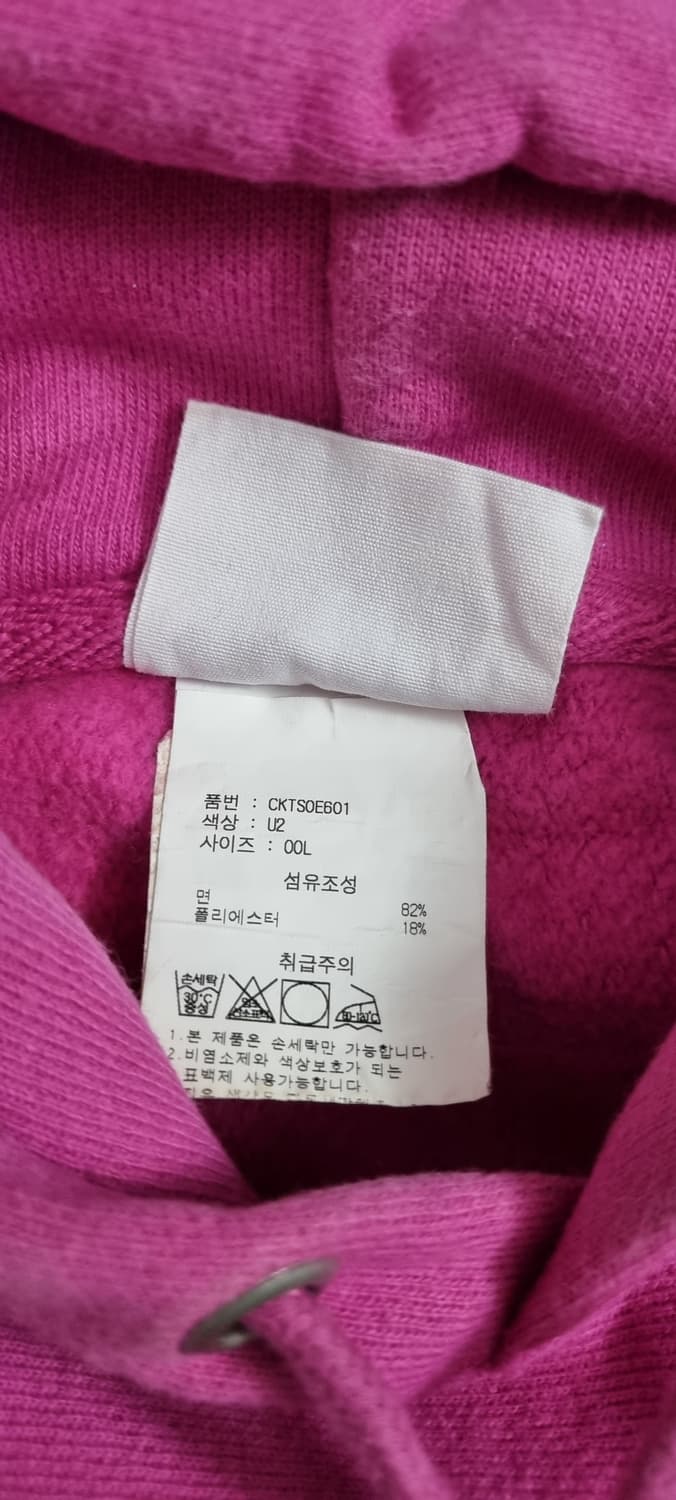 품번 : CKTS0E601
색상 : U2
사이즈 : 00L
섬유조성
면 82%
폴리에스터 18%
취급주의
손세탁
30°C
중성
80-120°C
1.본 제품은 손세탁만 가능합니다.
2.비염소제와 색상보호가 되는
표백제 사용가능합니다.